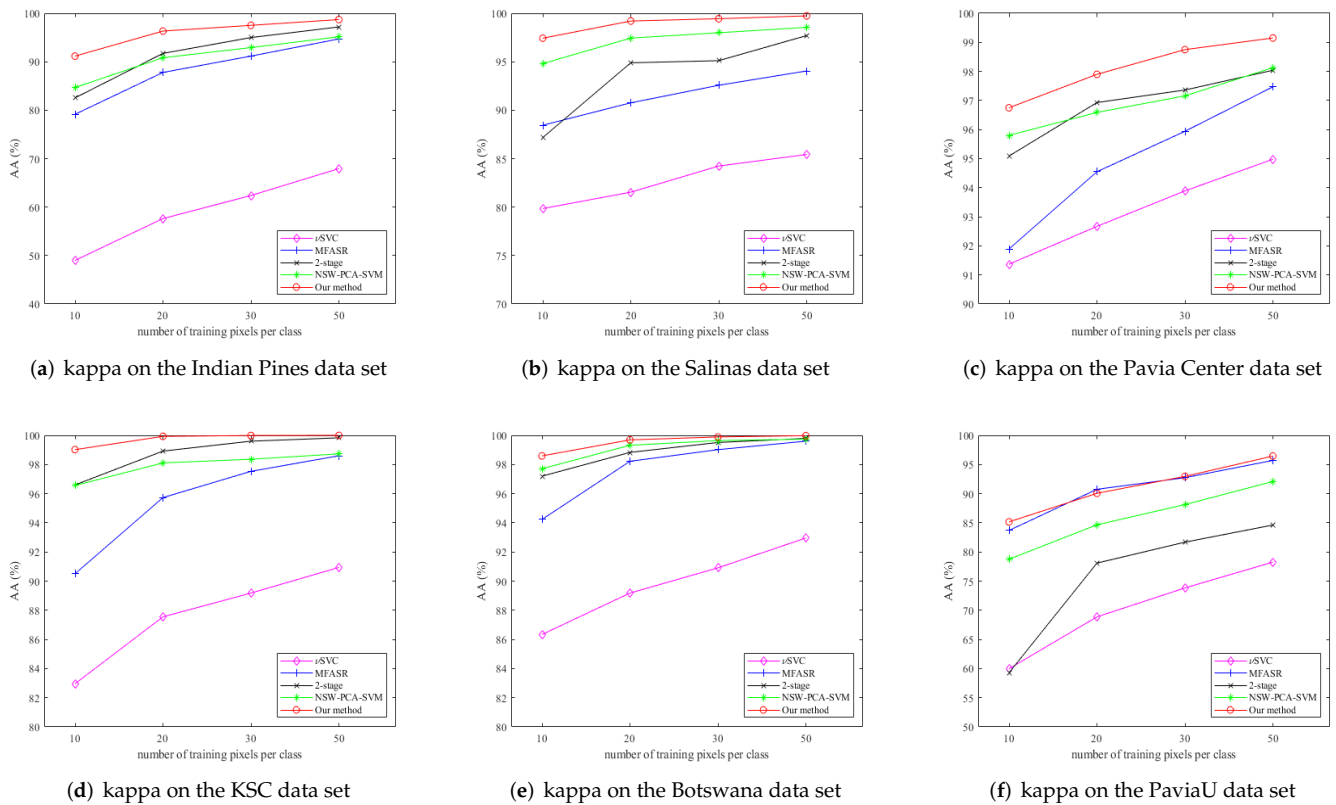 100
90
80
70
60
50
40
AA (%)
10 20 30 50
number of training pixels per class
νSVC
MFASR
2-stage
NSW-PCA-SVM
Our method
(a) kappa on the Indian Pines data set
100
95
90
85
80
75
70
AA (%)
10 20 30 50
number of training pixels per class
νSVC
MFASR
2-stage
NSW-PCA-SVM
Our method
(b) kappa on the Salinas data set
100
99
98
97
96
95
94
93
92
91
90
AA (%)
10 20 30 50
number of training pixels per class
νSVC
MFASR
2-stage
NSW-PCA-SVM
Our method
(c) kappa on the Pavia Center data set
100
98
96
94
92
90
88
86
84
82
80
AA (%)
10 20 30 50
number of training pixels per class
νSVC
MFASR
2-stage
NSW-PCA-SVM
Our method
(d) kappa on the KSC data set
100
98
96
94
92
90
88
86
84
82
80
AA (%)
10 20 30 50
number of training pixels per class
νSVC
MFASR
2-stage
NSW-PCA-SVM
Our method
(e) kappa on the Botswana data set
100
95
90
85
80
75
70
65
60
55
50
AA (%)
10 20 30 50
number of training pixels per class
νSVC
MFASR
2-stage
NSW-PCA-SVM
Our method
(f) kappa on the PaviaU data set